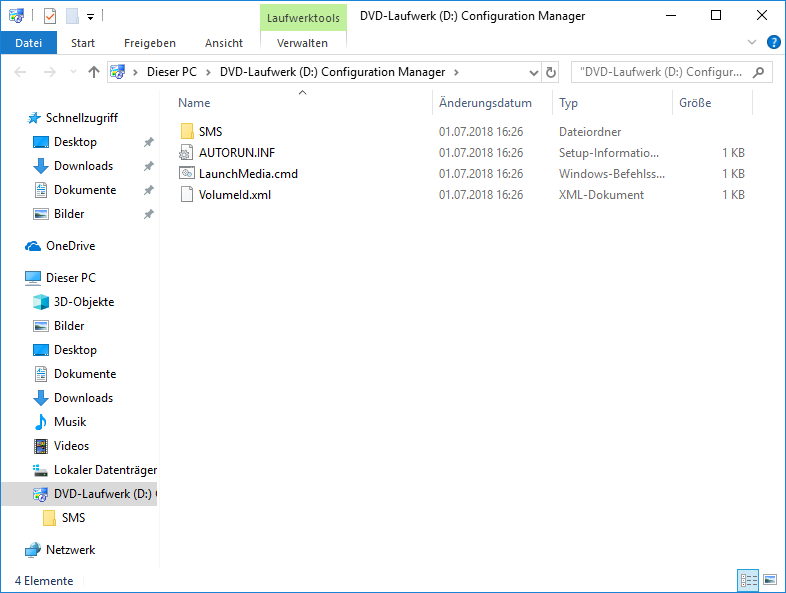 Laufwerktools
DVD-Laufwerk (D:) Configuration Manager
Datei
Start
Freigeben
Ansicht
Verwalten
Dieser PC
DVD-Laufwerk (D:) Configuration Manager
"DVD-Laufwerk (D:) Configur...
Name
Änderungsdatum
Typ
Größe
SMS 01.07.2018 16:26 Dateiordner
AUTORUN.INF 01.07.2018 16:26 Setup-Informatio... 1 KB
LaunchMedia.cmd 01.07.2018 16:26 Windows-Befehlss... 1 KB
VolumeId.xml 01.07.2018 16:26 XML-Dokument 1 KB
Schnellzugriff
Desktop
Downloads
Dokumente
Bilder
OneDrive
Dieser PC
3D-Objekte
Bilder
Desktop
Dokumente
Downloads
Musik
Videos
Lokaler Datenträger
DVD-Laufwerk (D:)
SMS
Netzwerk
4 Elemente